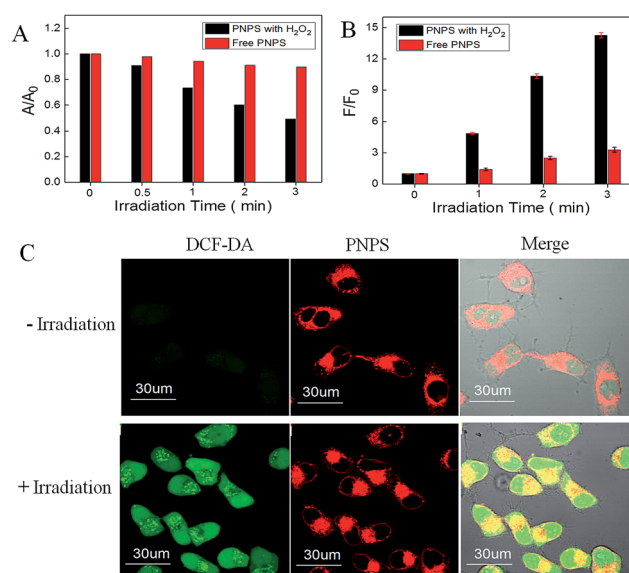 A
PNPS with H₂O₂
Free PNPS
1.2
1.0
0.8
0.6
0.4
0.2
0.0
A/A₀
0 0.5 1 2 3
Irradiation Time ( min)
B
PNPS with H₂O₂
Free PNPS
15
12
9
6
3
0
F/F₀
0 1 2 3
Irradiation Time ( min)
C
DCF-DA PNPS Merge
- Irradiation
30um 30um 30um
+ Irradiation
30um 30um 30um